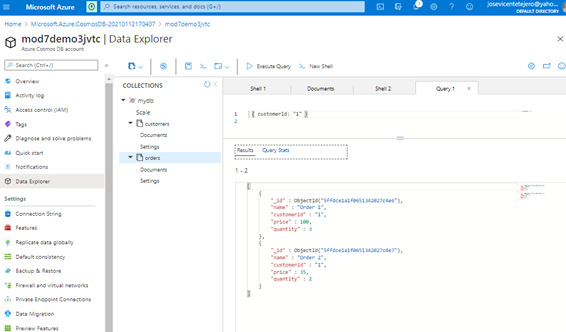 Microsoft Azure
Search resources, services, and docs (G+/)
josevicentetejero@yaho...
DEFAULT DIRECTORY
Home > Microsoft.Azure.CosmosDB-20210112170407 > mod7demo3jvtc
mod7demo3jvtc | Data Explorer
Azure Cosmos DB account
Search (Ctrl+/)
Overview
Activity log
Access control (IAM)
Tags
Diagnose and solve problems
Quick start
Notifications
Data Explorer
Settings
Connection String
Features
Replicate data globally
Default consistency
Backup & Restore
Firewall and virtual networks
Private Endpoint Connections
Data Migration
Preview Features
Execute Query
New Shell
COLLECTIONS
mydb
Scale
customers
Documents
Settings
orders
Documents
Settings
Shell 1
Documents
Shell 2
Query 1
1 { customerId: "1" }
2
Results
Query Stats
1 - 2
[
{
"_id" : ObjectId("5ffdce1a1f0651342027c4e6"),
"name" : "Order 1",
"customerId" : "1",
"price" : 100,
"quantity" : 3
},
{
"_id" : ObjectId("5ffdce1a1f0651342027c4e7"),
"name" : "Order 2",
"customerId" : "1",
"price" : 35,
"quantity" : 2
}
]